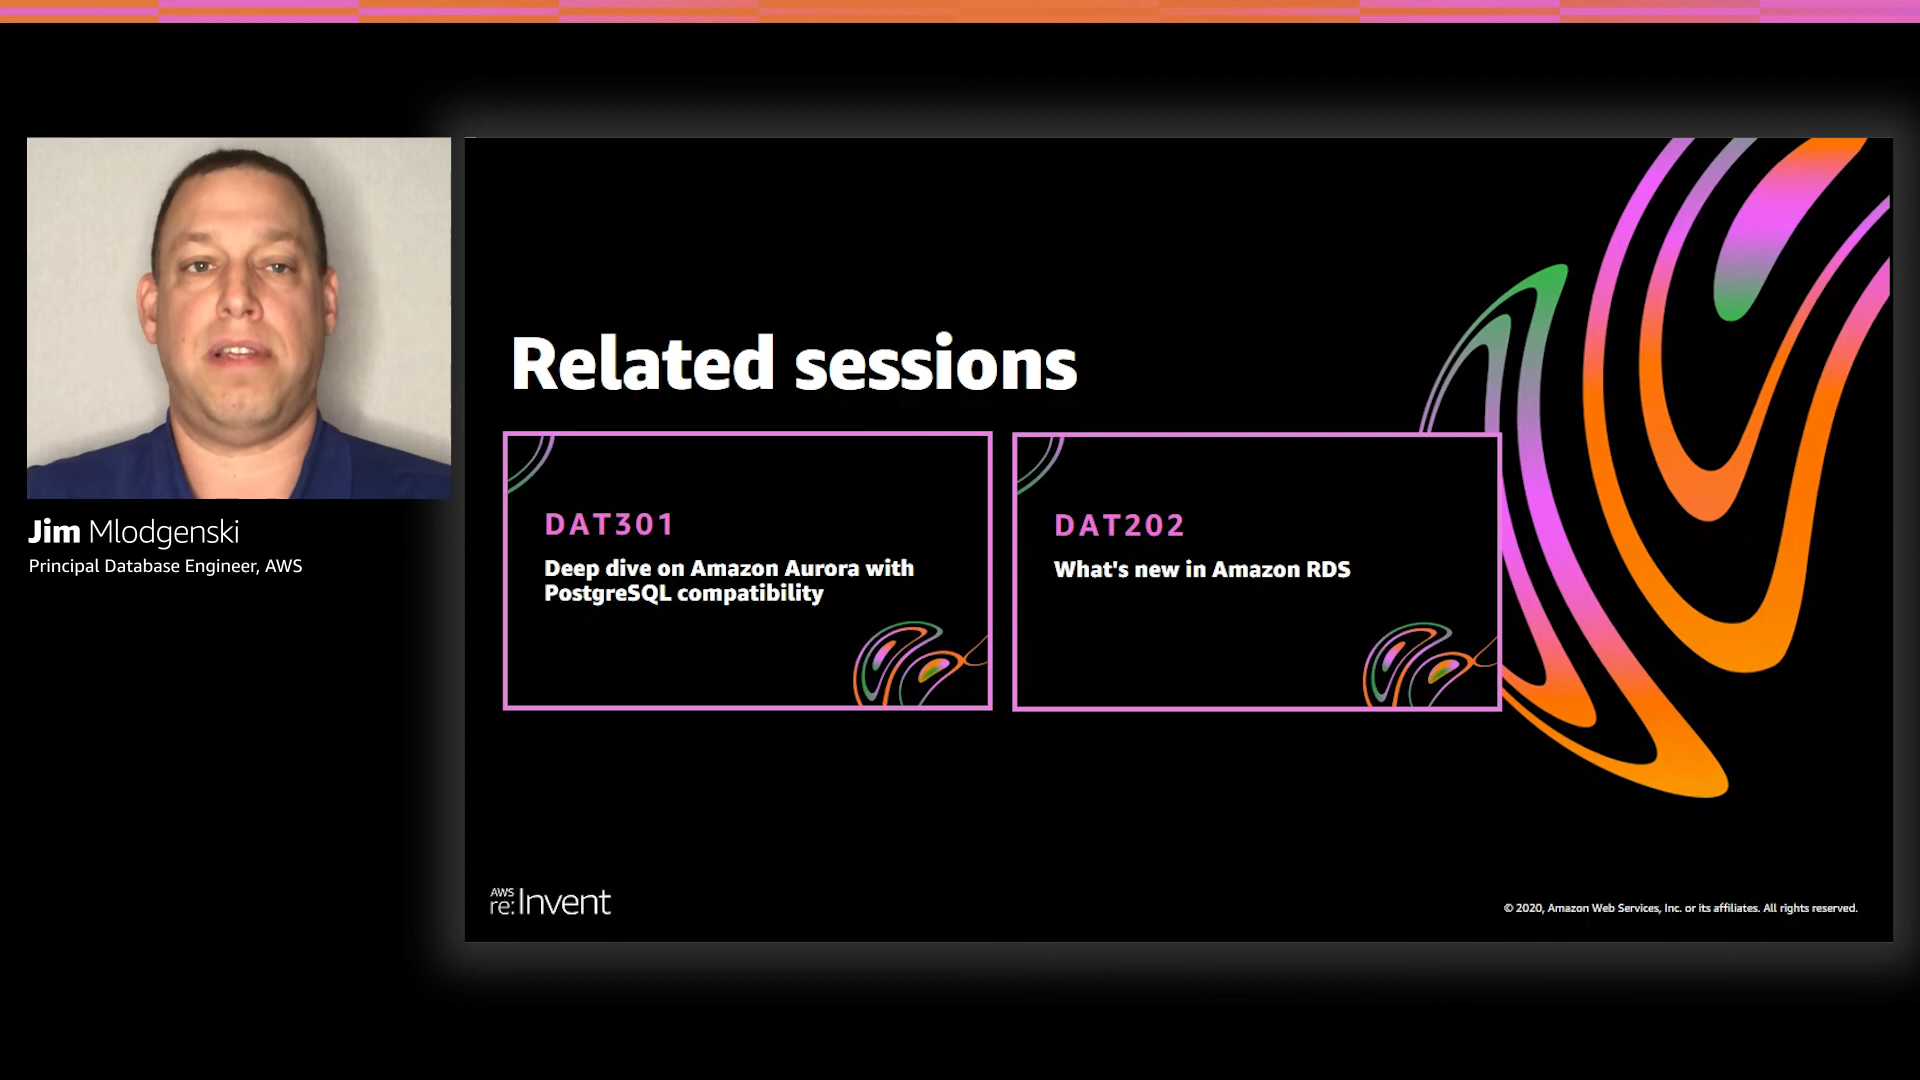 Jim Mlodgenski
Principal Database Engineer, AWS
Related sessions
DAT301
Deep dive on Amazon Aurora with
PostgreSQL compatibility
DAT202
What's new in Amazon RDS
AWS
re:Invent
© 2020, Amazon Web Services, Inc. or its affiliates. All rights reserved.